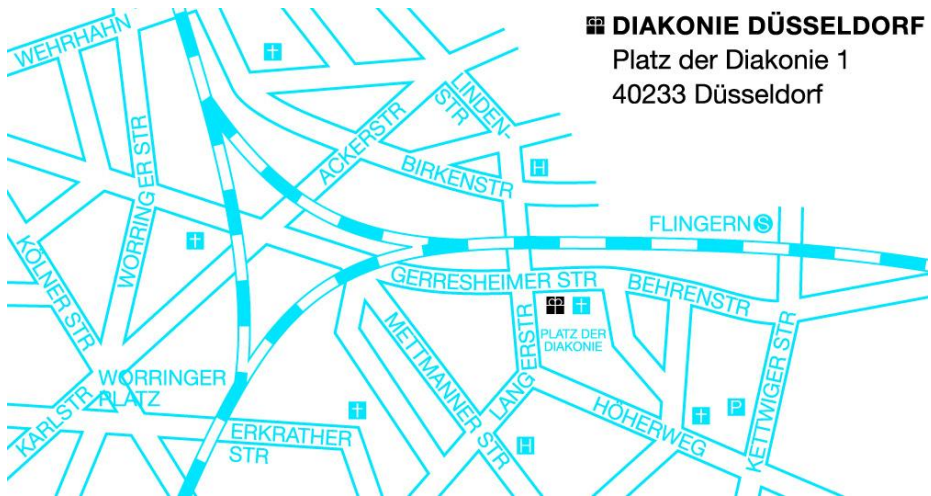 DIAKONIE DÜSSELDORF
Platz der Diakonie 1
40233 Düsseldorf
WEHRHAHN
LINDEN-
STR
ACKERSTR
WORRINGER STR
BIRKENSTR
H
FLINGERN S
KÖLNER STR
GERRESHEIMER STR
BEHRENSTR
PLATZ DER
DIAKONIE
METTMANNER STR
LANGERSTR
KETTWIGER STR
WORRINGER
PLATZ
KARLSTR
HÖHERWEG
P
ERKRATHER
STR
H